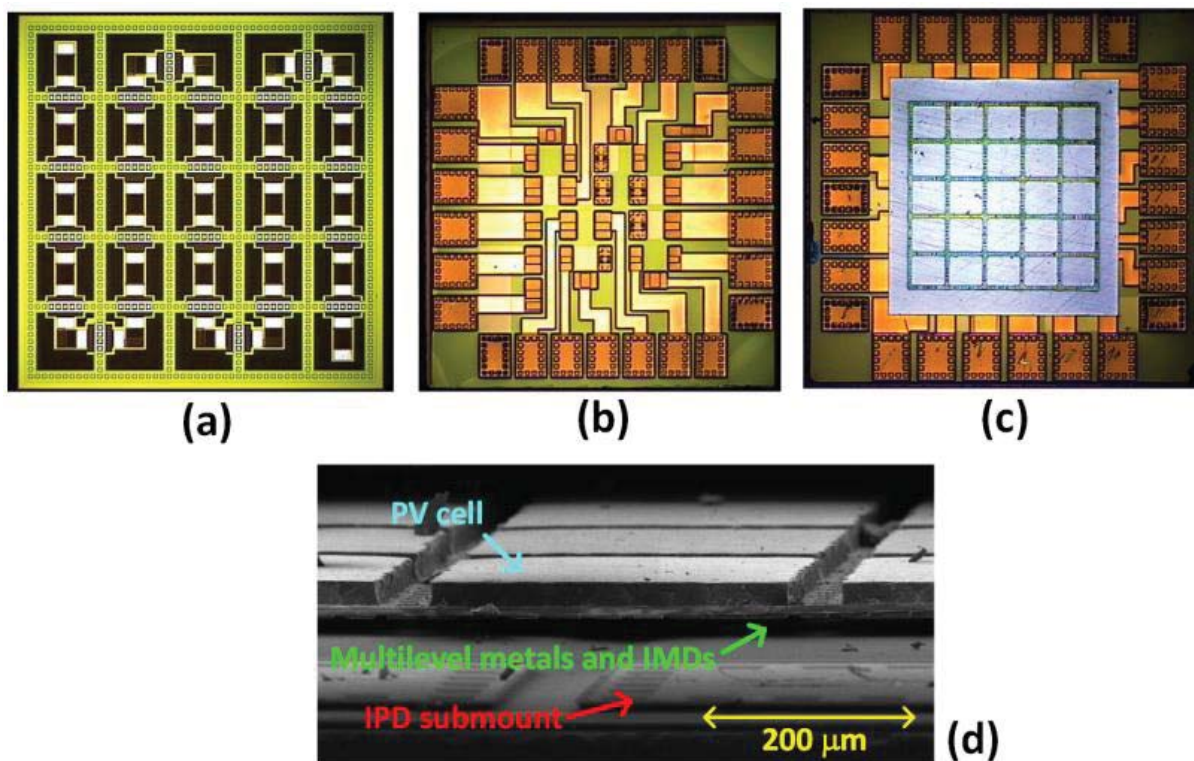 (a)
(b)
(c)
PV cell
Multilevel metals and IMDs
IPD submount
200 μm
(d)